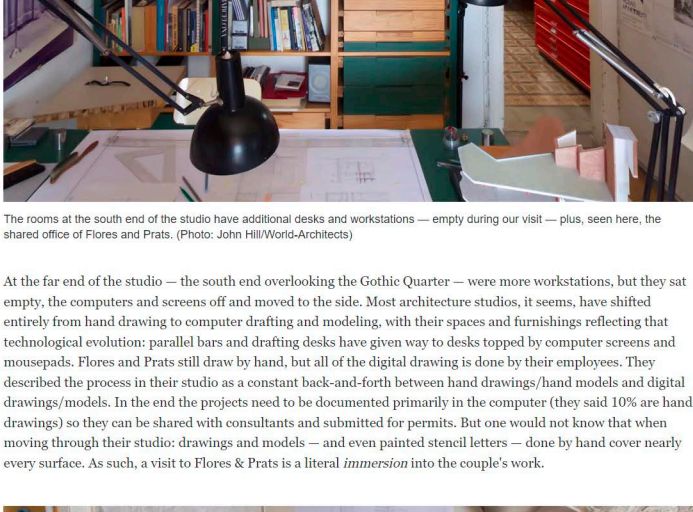 The rooms at the south end of the studio have additional desks and workstations — empty during our visit — plus, seen here, the
shared office of Flores and Prats. (Photo: John Hill/World-Architects)
At the far end of the studio — the south end overlooking the Gothic Quarter — were more workstations, but they sat
empty, the computers and screens off and moved to the side. Most architecture studios, it seems, have shifted
entirely from hand drawing to computer drafting and modeling, with their spaces and furnishings reflecting that
technological evolution: parallel bars and drafting desks have given way to desks topped by computer screens and
mousepads. Flores and Prats still draw by hand, but all of the digital drawing is done by their employees. They
described the process in their studio as a constant back-and-forth between hand drawings/hand models and digital
drawings/models. In the end the projects need to be documented primarily in the computer (they said 10% are hand
drawings) so they can be shared with consultants and submitted for permits. But one would not know that when
moving through their studio: drawings and models — and even painted stencil letters — done by hand cover nearly
every surface. As such, a visit to Flores & Prats is a literal immersion into the couple's work.